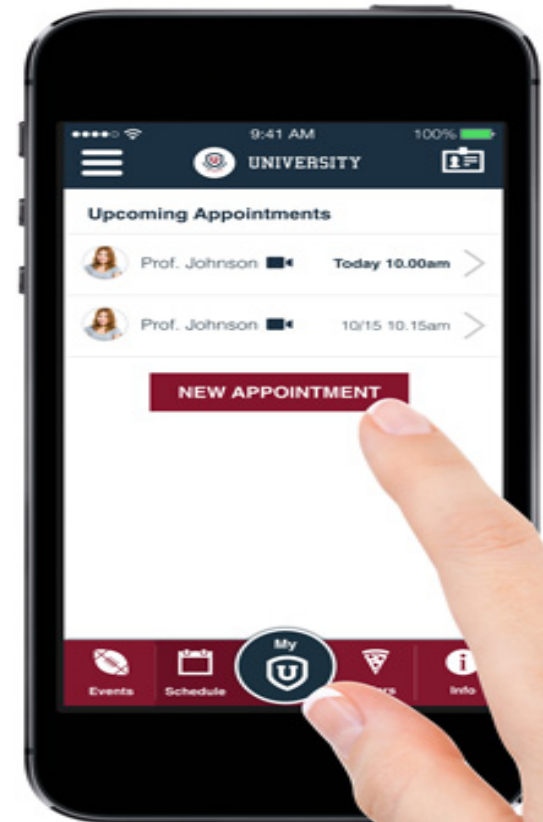 9:41 AM 100%
UNIVERSITY
Upcoming Appointments
Prof. Johnson Today 10.00am
Prof. Johnson 10/15 10.15am
NEW APPOINTMENT
My
U
Events Schedule Info